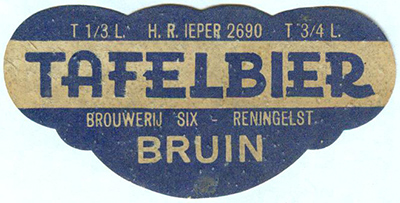 T 1/3 L. H. R. IEPER 2690 T 3/4 L.
TAFELBIER
BROUWERIJ SIX - RENINGELST
BRUIN